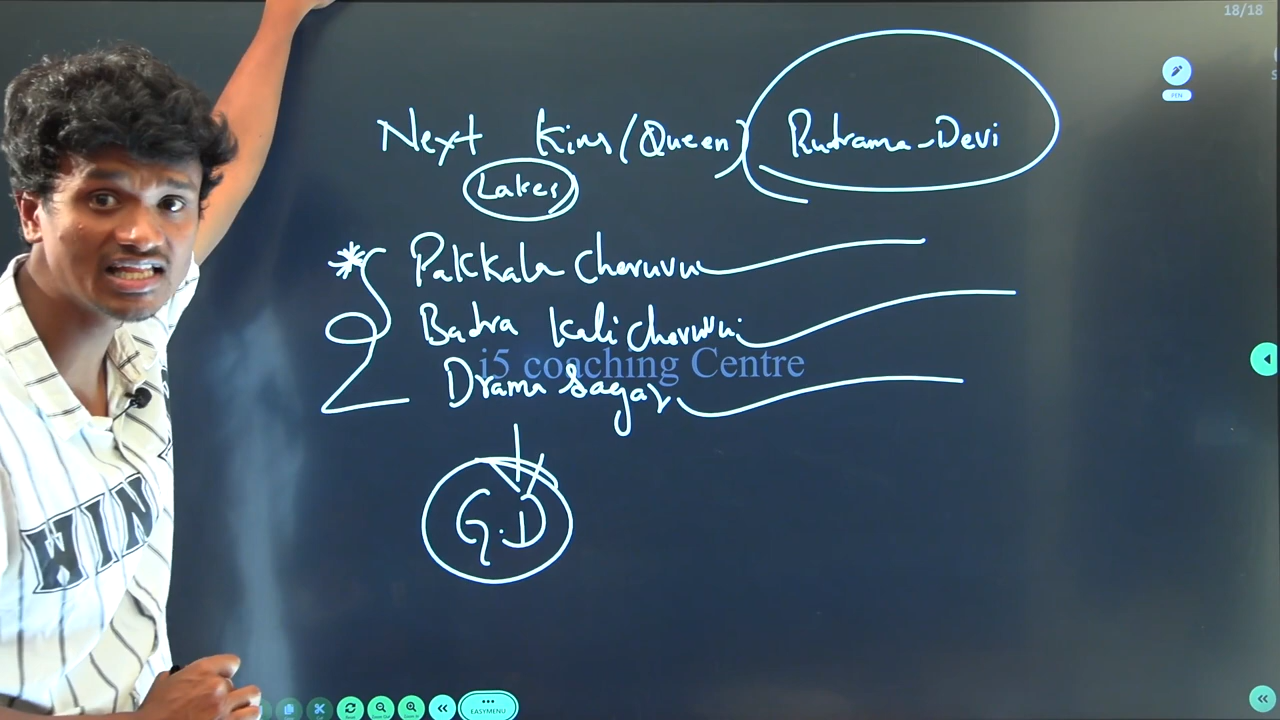 18/18
PEN
Next King/Queen) Rudrama-Devi
Lakes
Pakkala Cheruvu
Badra Kali Cheruvu
i5 coaching Centre
Drama Sagar
G.D
WIN
EASYMENU